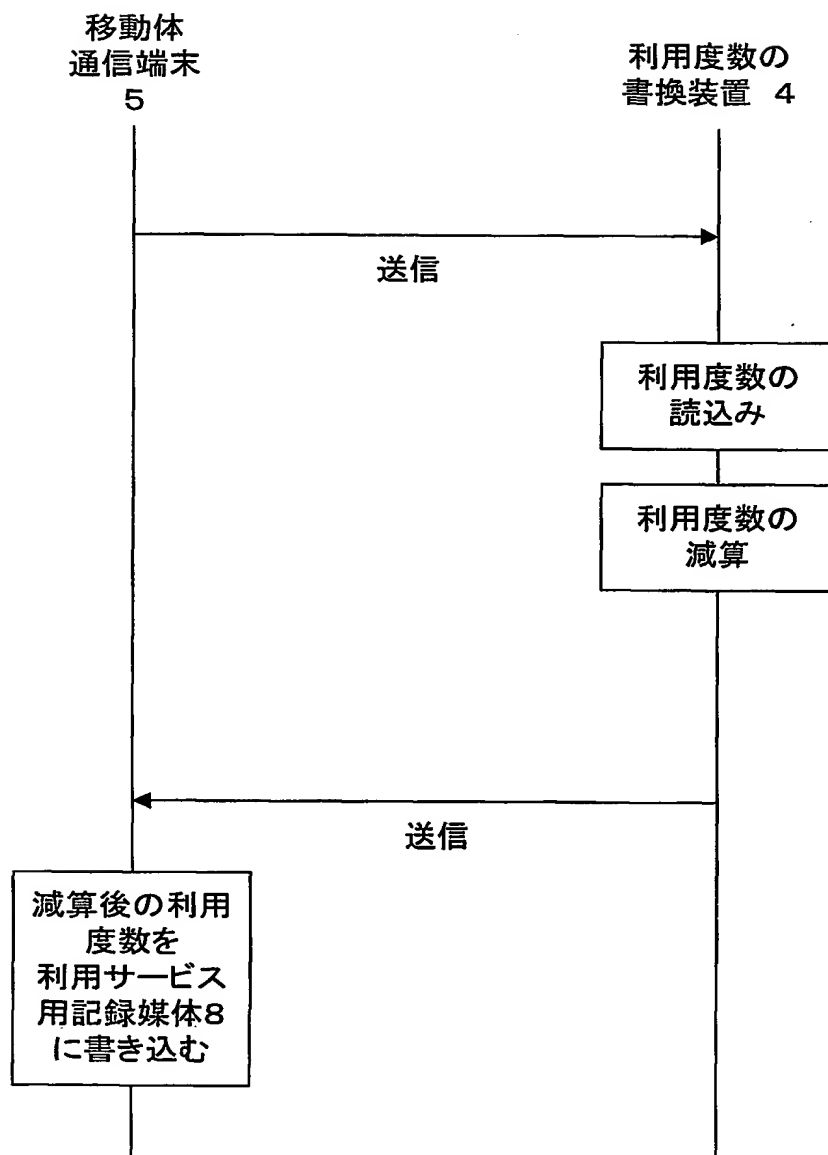 移動体
通信端末
5
利用度数の
書換装置 4
送信
利用度数の
読込み
利用度数の
減算
送信
減算後の利用
度数を
利用サービス
用記録媒体8
に書き込む